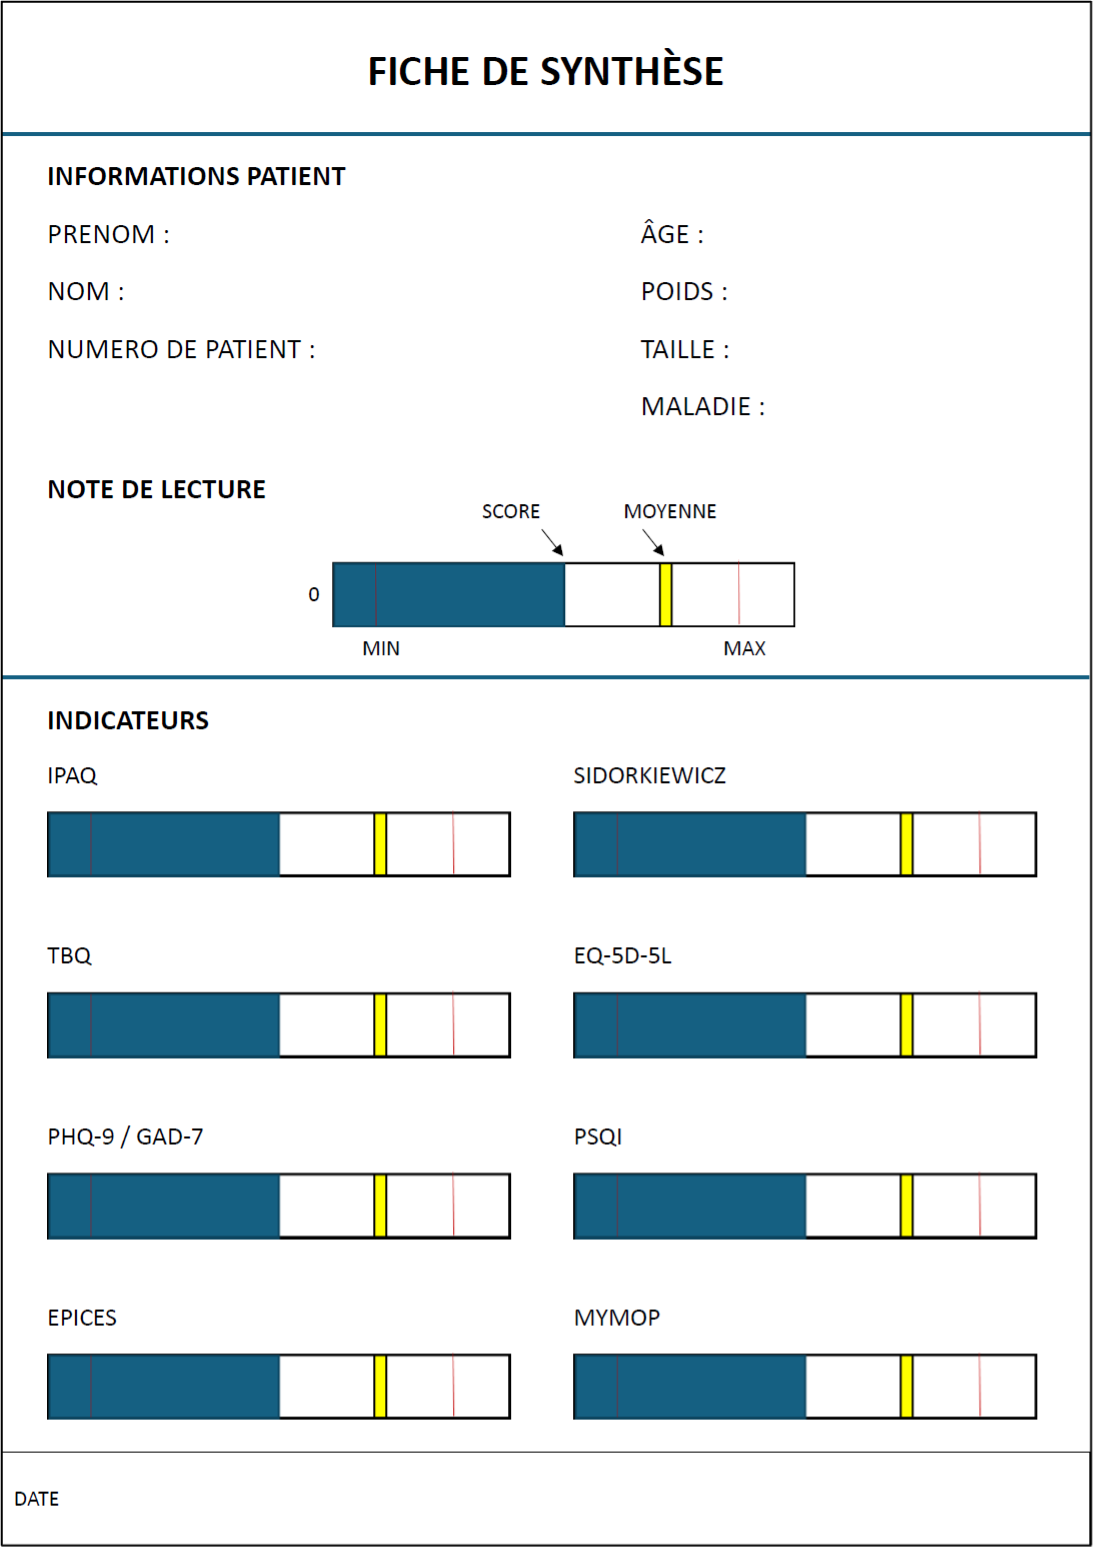 FICHE DE SYNTHÈSE
INFORMATIONS PATIENT
PRENOM :
NOM :
NUMERO DE PATIENT :
ÂGE :
POIDS :
TAILLE :
MALADIE :
NOTE DE LECTURE
SCORE MOYENNE
0
MIN MAX
INDICATEURS
IPAQ SIDORKIEWICZ
TBQ EQ-5D-5L
PHQ-9 / GAD-7 PSQI
EPICES MYMOP
DATE